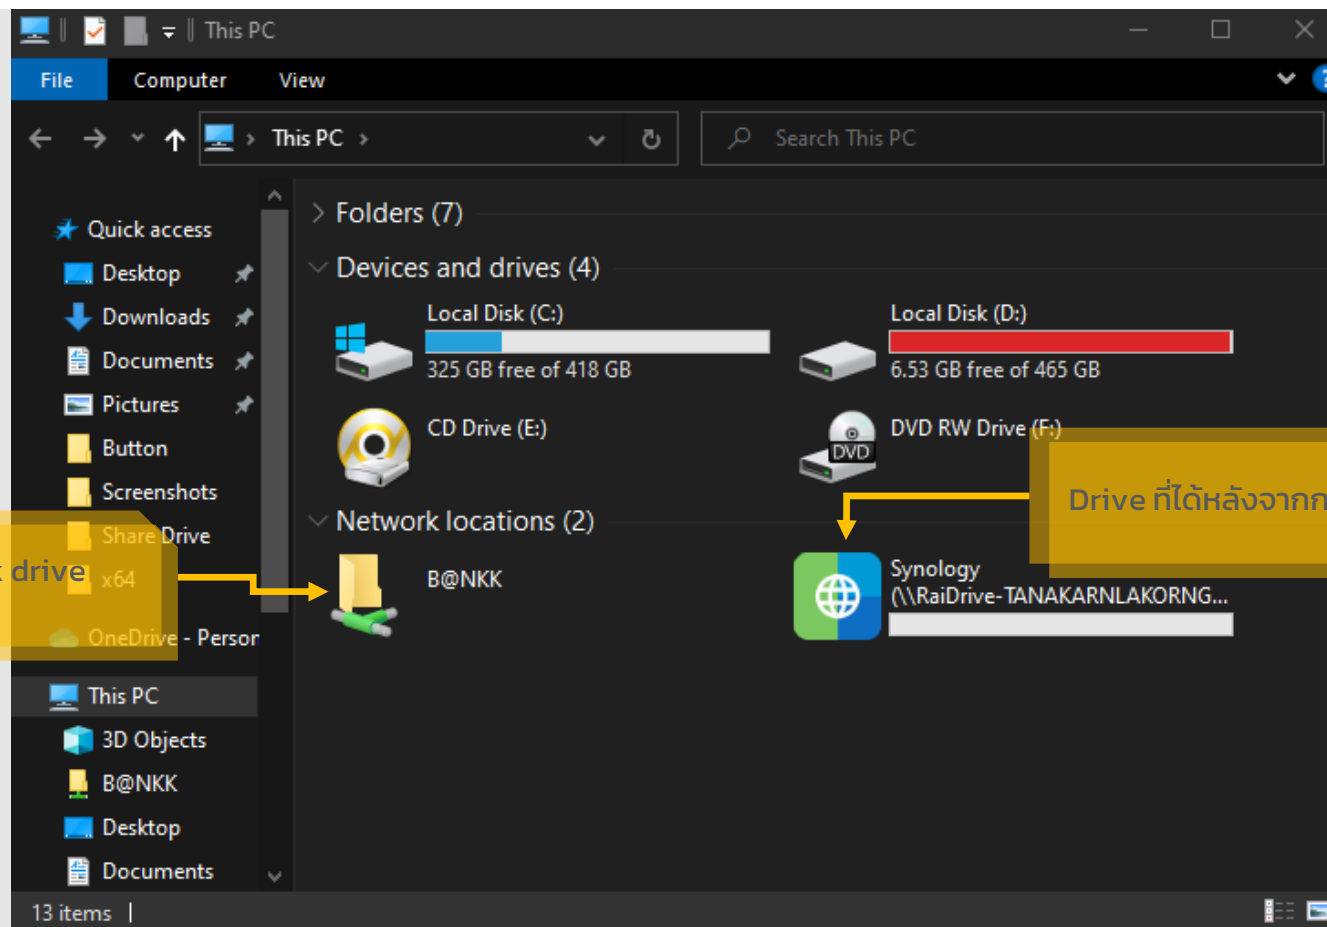 This PC
File Computer View
This PC
Search This PC
Quick access
Desktop
Downloads
Documents
Pictures
Button
Screenshots
Share Drive
x64
OneDrive - Person
This PC
3D Objects
B@NKK
Desktop
Documents
Folders (7)
Devices and drives (4)
Local Disk (C:)
325 GB free of 418 GB
Local Disk (D:)
6.53 GB free of 465 GB
CD Drive (E:)
DVD RW Drive (F:)
DVD
Network locations (2)
B@NKK
Synology
(\\RaiDrive-TANAKARNLAKORNG...
drive
Drive ที่ได้หลังจาก
13 items